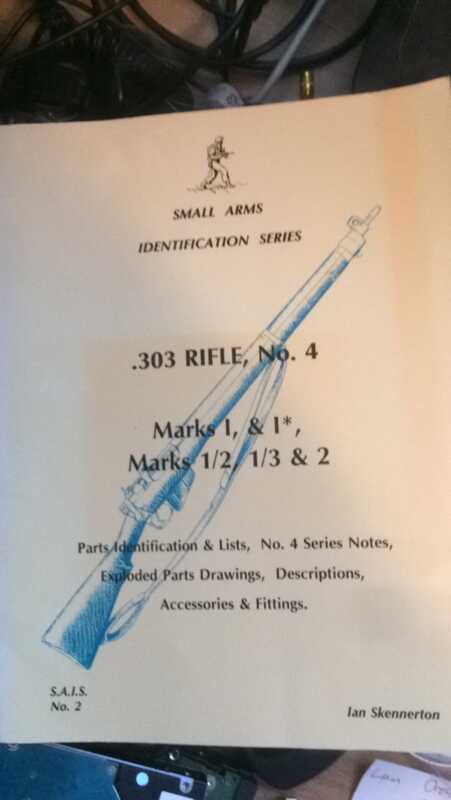 SMALL ARMS
IDENTIFICATION SERIES
.303 RIFLE, No. 4
Marks I, & I*,
Marks 1/2, 1/3 & 2
Parts Identification & Lists, No. 4 Series Notes,
Exploded Parts Drawings, Descriptions,
Accessories & Fittings.
S.A.I.S.
No. 2
Ian Skennerton